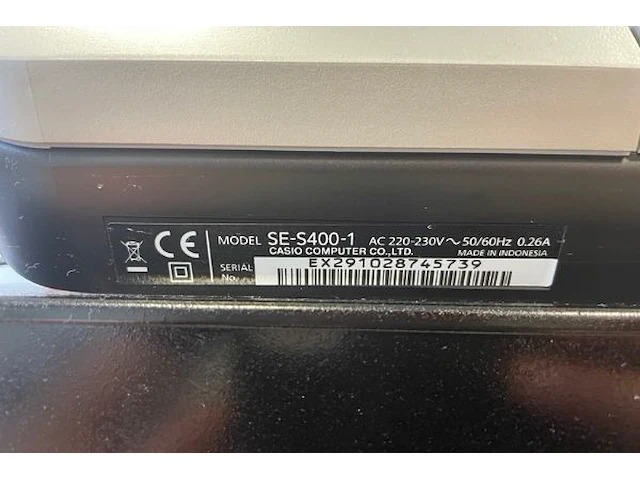 CE MODEL SE-S400-1 AC 220-230V~50/60Hz 0.26A
CASIO COMPUTER CO.,LTD. MADE IN INDONESIA
SERIAL No. EX291028745739